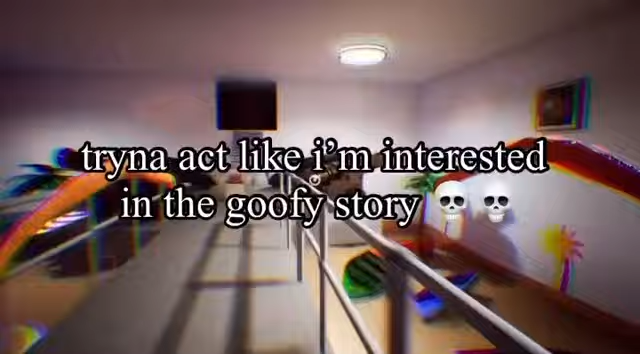 tryna act like i'm interested
in the goofy story 💀 💀